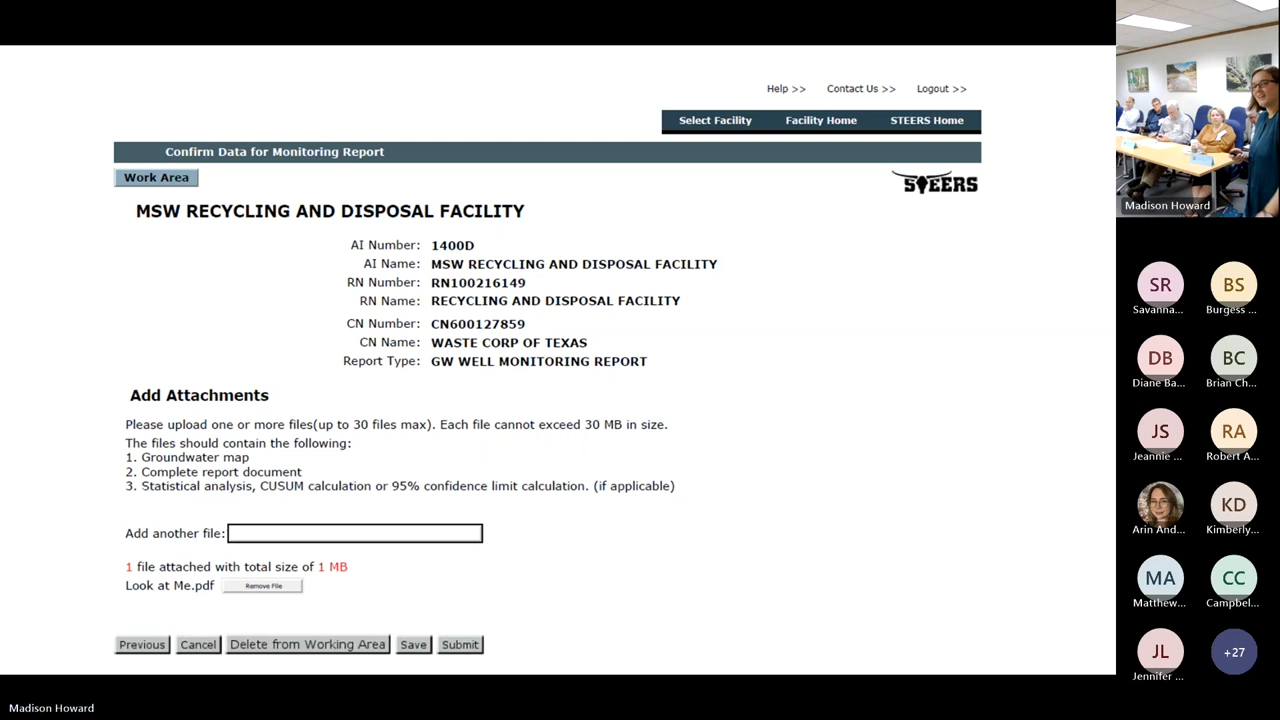 Help >> Contact Us >> Logout >>
Select Facility Facility Home STEERS Home
Confirm Data for Monitoring Report
Work Area
STEERS
MSW RECYCLING AND DISPOSAL FACILITY
AI Number: 1400D
AI Name: MSW RECYCLING AND DISPOSAL FACILITY
RN Number: RN100216149
RN Name: RECYCLING AND DISPOSAL FACILITY
CN Number: CN600127859
CN Name: WASTE CORP OF TEXAS
Report Type: GW WELL MONITORING REPORT
Add Attachments
Please upload one or more files(up to 30 files max). Each file cannot exceed 30 MB in size.
The files should contain the following:
1. Groundwater map
2. Complete report document
3. Statistical analysis, CUSUM calculation or 95% confidence limit calculation. (if applicable)
Add another file:
1 file attached with total size of 1 MB
Look at Me.pdf Remove File
Previous Cancel Delete from Working Area Save Submit
Madison Howard
SR BS
Savanna... Burgess ...
DB BC
Diane Ba... Brian Ch...
JS RA
Jeannie ... Robert A...
KD
Arin And... Kimberly...
MA CC
Matthew... Campbel...
JL +27
Jennifer ...
Madison Howard